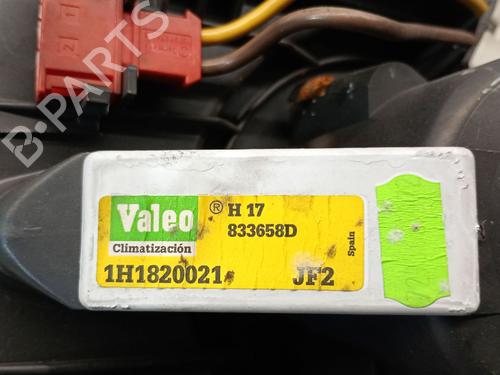 B-PARTS
Valeo ® H 17
Climatización 833658D
Spain
1H1820021 JF2